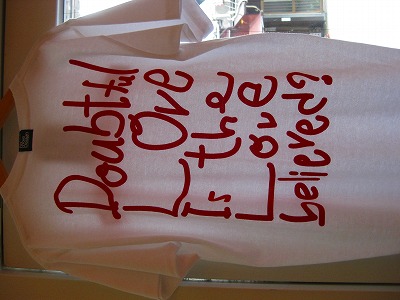 Doubtful
Love
Is the
Love
believed?